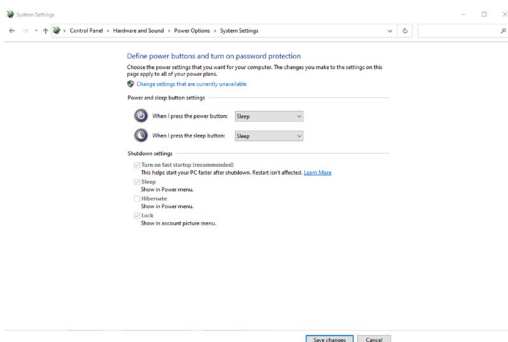 System Settings
Control Panel > Hardware and Sound > Power Options > System Settings
Define power buttons and turn on password protection
Choose the power settings that you want for your computer. The changes you make to the settings on this
page apply to all of your power plans.
Change settings that are currently unavailable
Power and sleep button settings
When I press the power button: Sleep
When I press the sleep button: Sleep
Shutdown settings
Turn on fast startup (recommended)
This helps start your PC faster after shutdown. Restart isn't affected. Learn More
Sleep
Show in Power menu.
Hibernate
Show in Power menu.
Lock
Show in account picture menu.
Save changes Cancel